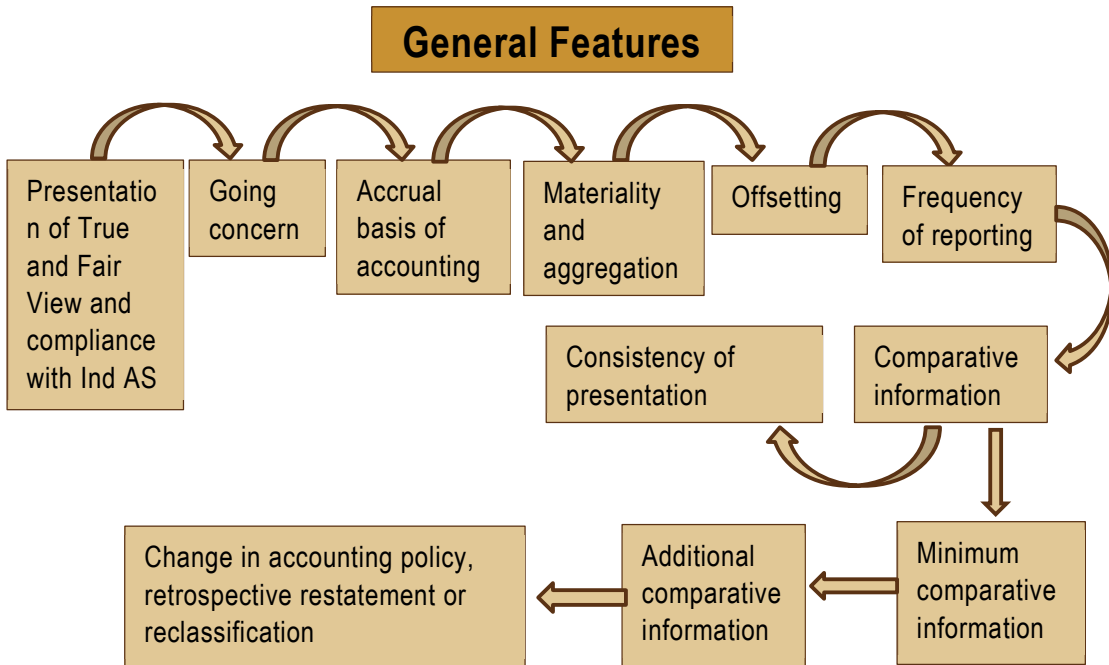 General Features
Presentatio
n of True
and Fair
View and
compliance
with Ind AS
Going
concern
Accrual
basis of
accounting
Materiality
and
aggregation
Offsetting
Frequency
of reporting
Comparative
information
Consistency of
presentation
Minimum
comparative
information
Additional
comparative
information
Change in accounting policy,
retrospective restatement or
reclassification